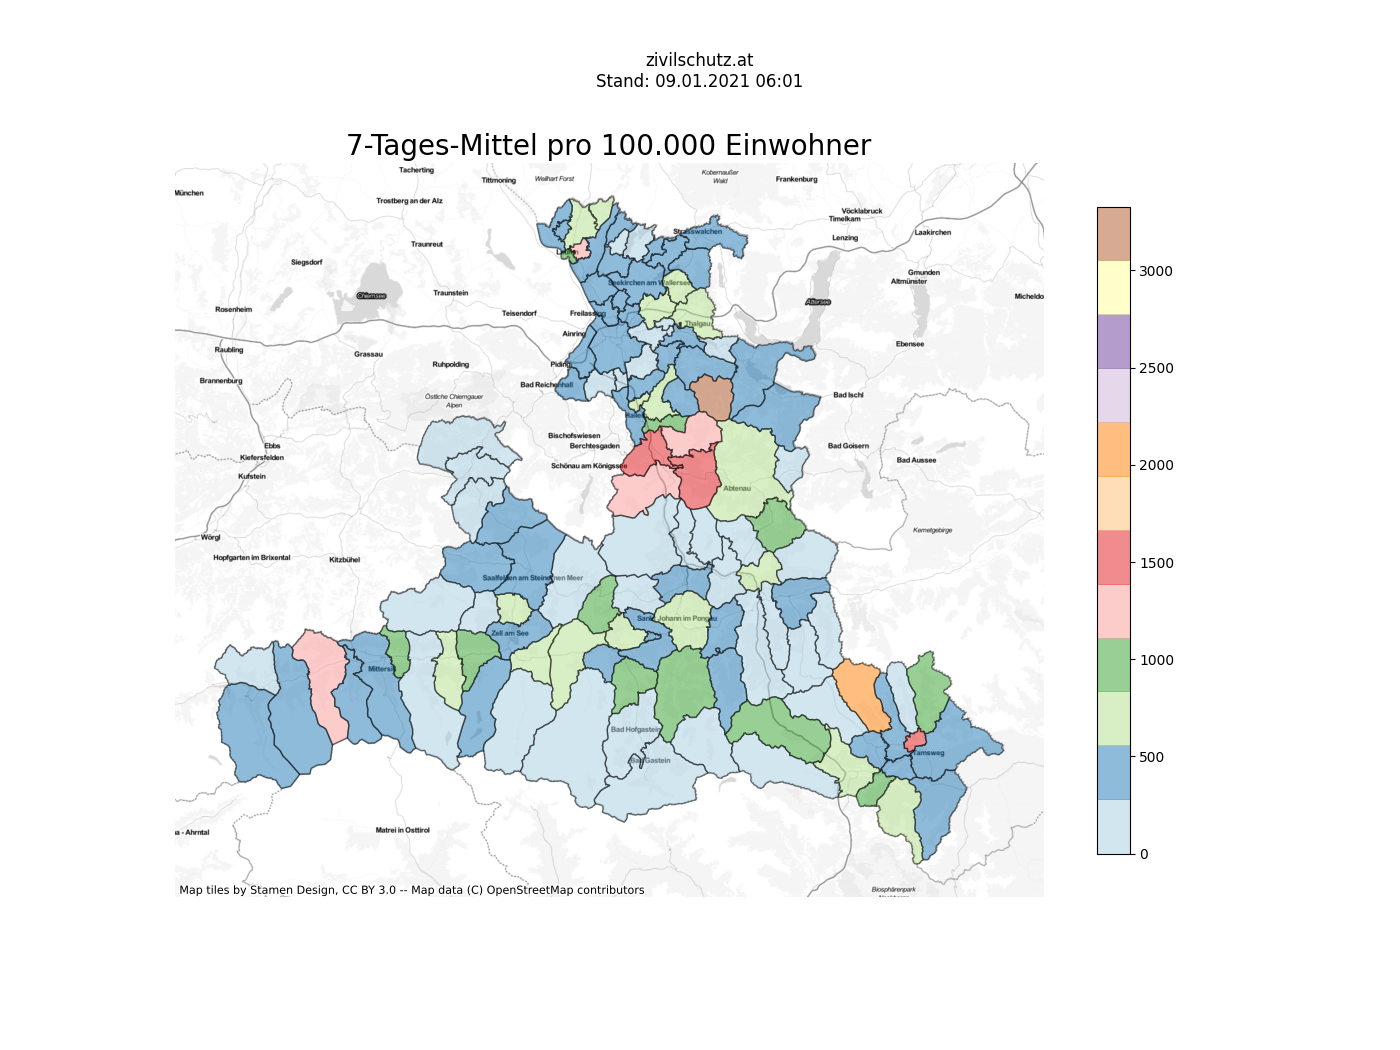 zivilschutz.at
Stand: 09.01.2021 06:01
7-Tages-Mittel pro 100.000 Einwohner
Tacherting
Tittmoning
Weilhart Forst
Kobernaußer
Wald
Frankenburg
München
Trostberg an der Alz
Vöcklabruck
Timelkam
Laakirchen
Strasswalchen
Lenzing
Traunreut
Siegsdorf
Gmunden
Altmünster
Seekirchen am Wallersee
Chiemsee
Traunstein
Attersee
Micheldo
Rosenheim
Teisendorf
Freilassing
Thalgau
Ainring
Ebensee
Raubling
Grassau
Ruhpolding
Piding
Brannenburg
Bad Reichenhall
Östliche Chiemgauer
Alpen
Bad Ischl
Hallein
Bischofswiesen
Berchtesgaden
Bad Goisern
Ebbs
Kiefersfelden
Schönau am Königssee
Bad Aussee
Kufstein
Abtenau
Kemetgebirge
Wörgl
Hopfgarten im Brixental
Kitzbühel
Saalfelden am Steinernen Meer
Sankt Johann im Pongau
Zell am See
Mittersill
Bad Hofgastein
Bad Gastein
Tamsweg
a - Ahrntal
Matrei in Osttirol
Biosphärenpark
Map tiles by Stamen Design, CC BY 3.0 -- Map data (C) OpenStreetMap contributors
3000
2500
2000
1500
1000
500
0